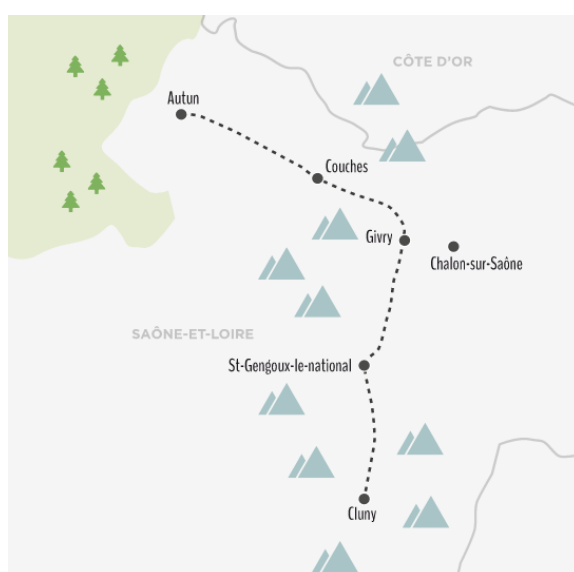 CÔTE D'OR
Autun
Couches
Givry
Chalon-sur-Saône
SAÔNE-ET-LOIRE
St-Gengoux-le-national
Cluny